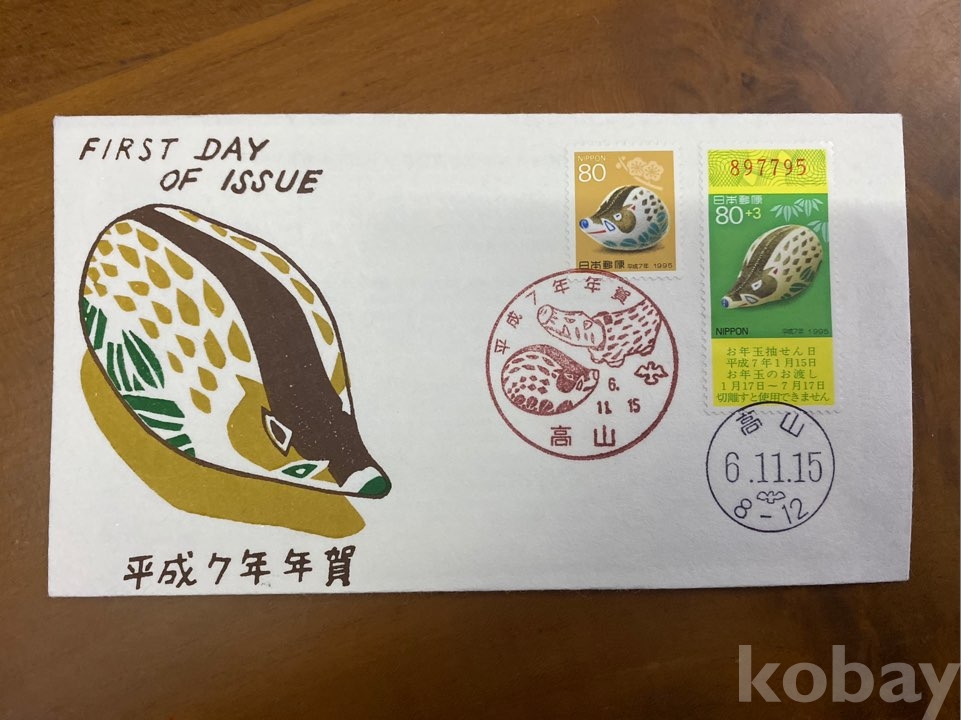 FIRST DAY
OF ISSUE
平成7年年賀
NIPPON
80
日本郵便 平成7年 1995
897795
日本郵便
80+3
NIPPON 平成7年 1995
お年玉抽せん日
平成7年1月15日
お年玉のお渡し
1月17日～7月17日
切離すと使用できません
平成7年年賀
6.
11. 15
高山
高山
6.11.15
8-12
kobay